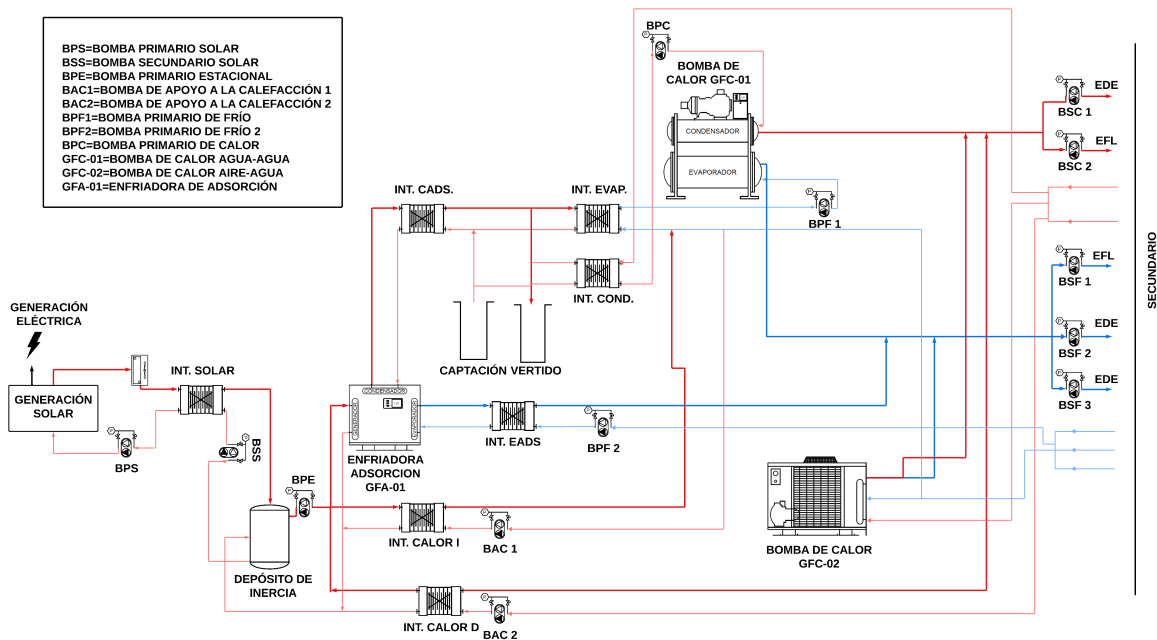 BPS=BOMBA PRIMARIO SOLAR
BSS=BOMBA SECUNDARIO SOLAR
BPE=BOMBA PRIMARIO ESTACIONAL
BAC1=BOMBA DE APOYO A LA CALEFACCIÓN 1
BAC2=BOMBA DE APOYO A LA CALEFACCIÓN 2
BPF1=BOMBA PRIMARIO DE FRÍO
BPF2=BOMBA PRIMARIO DE FRÍO 2
BPC=BOMBA PRIMARIO DE CALOR
GFC-01=BOMBA DE CALOR AGUA-AGUA
GFC-02=BOMBA DE CALOR AIRE-AGUA
GFA-01=ENFRIADORA DE ADSORCIÓN
BPC
BOMBA DE
CALOR GFC-01
CONDENSADOR
EVAPORADOR
EDE
BSC 1
EFL
BSC 2
INT. CADS.
INT. EVAP.
BPF 1
INT. COND.
CAPTACIÓN
VERTIDO
EFL
BSF 1
EDE
BSF 2
EDE
BSF 3
SECUNDARIO
GENERACIÓN
ELÉCTRICA
GENERACIÓN
SOLAR
INT. SOLAR
BPS
BSS
CONDENSADOR
GENERADOR
EVAPORADOR
ENFRIADORA
ADSORCION
GFA-01
INT. EADS
BPF 2
BPE
DEPÓSITO DE
INERCIA
INT. CALOR I
BAC 1
INT. CALOR D
BAC 2
BOMBA DE CALOR
GFC-02